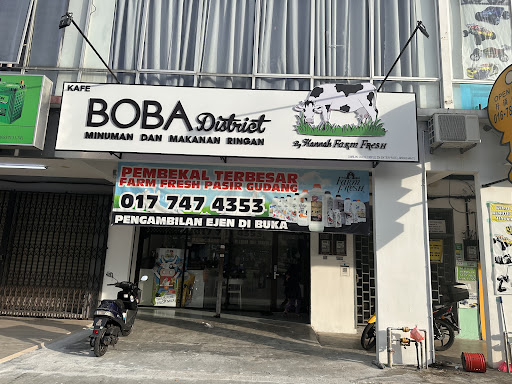 KAFE
BOBA District
MINUMAN DAN MAKANAN RINGAN
By Hannah Farm Fresh
PEMBEKAL TERBESAR
FARM FRESH PASIR GUDANG
017 747 4353
PENGAMBILAN EJEN DI BUKA
FARM FRESH
OPEN